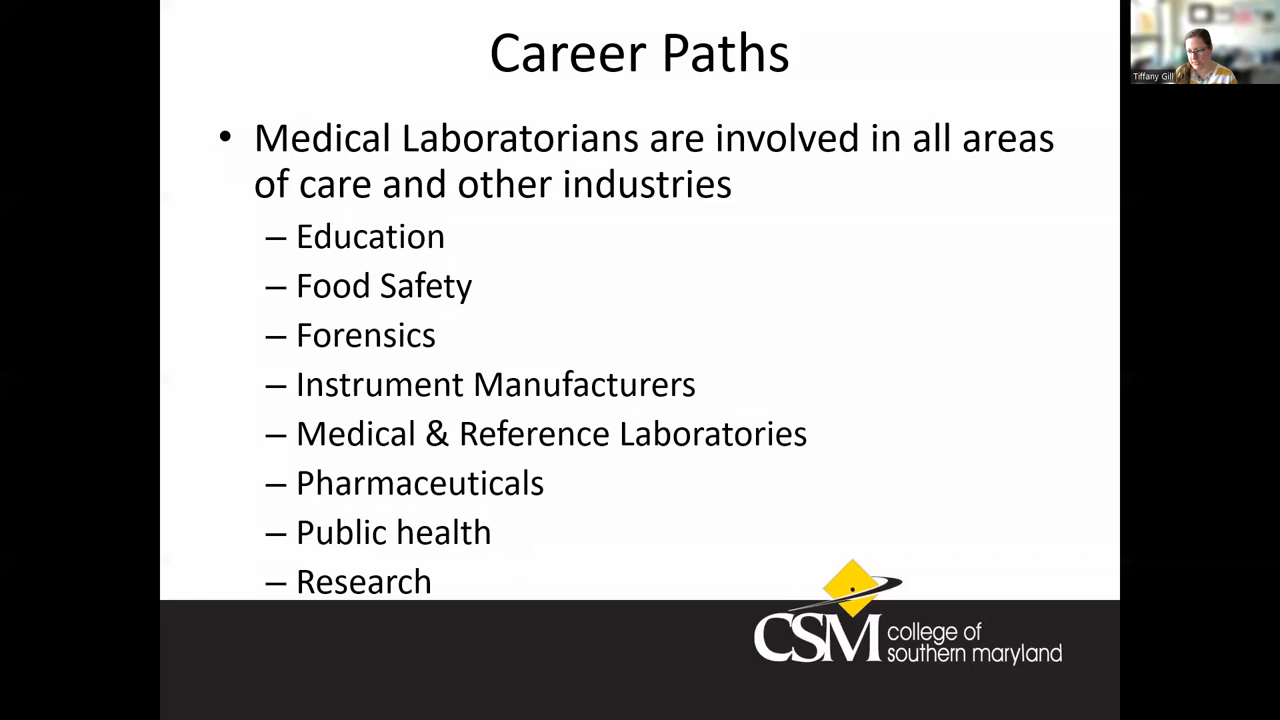 Career Paths
Tiffany Gill
• Medical Laboratorians are involved in all areas
of care and other industries
– Education
– Food Safety
– Forensics
– Instrument Manufacturers
– Medical & Reference Laboratories
– Pharmaceuticals
– Public health
– Research
CSM college of
southern maryland